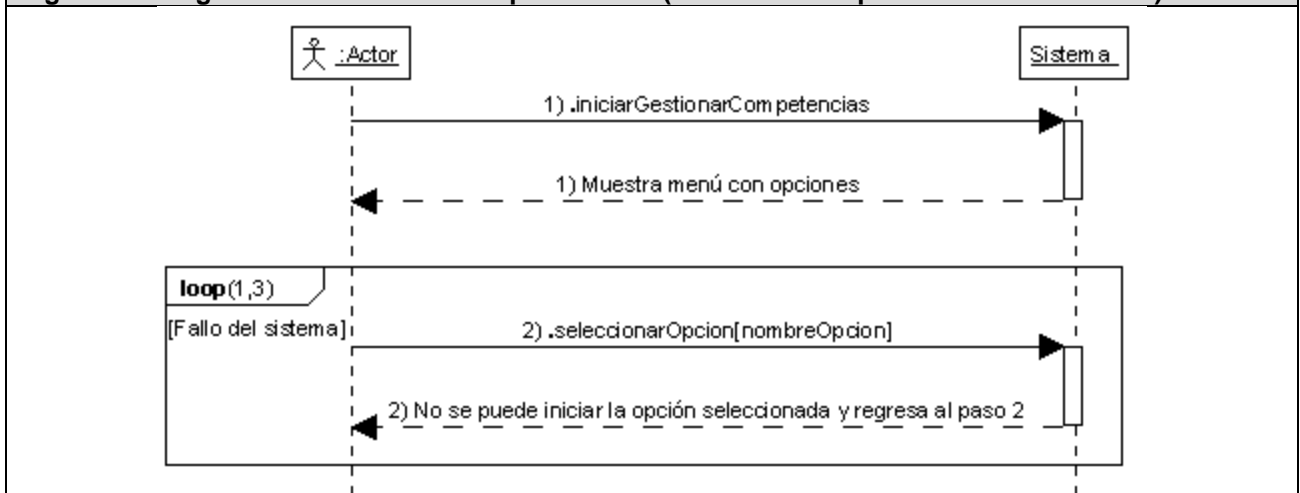 :Actor
Sistema
1) .iniciarGestionarCompetencias
1) Muestra menú con opciones
loop(1,3)
[Fallo del sistema]
2) .seleccionarOpcion[nombreOpcion]
2) No se puede iniciar la opción seleccionada y regresa al paso 2